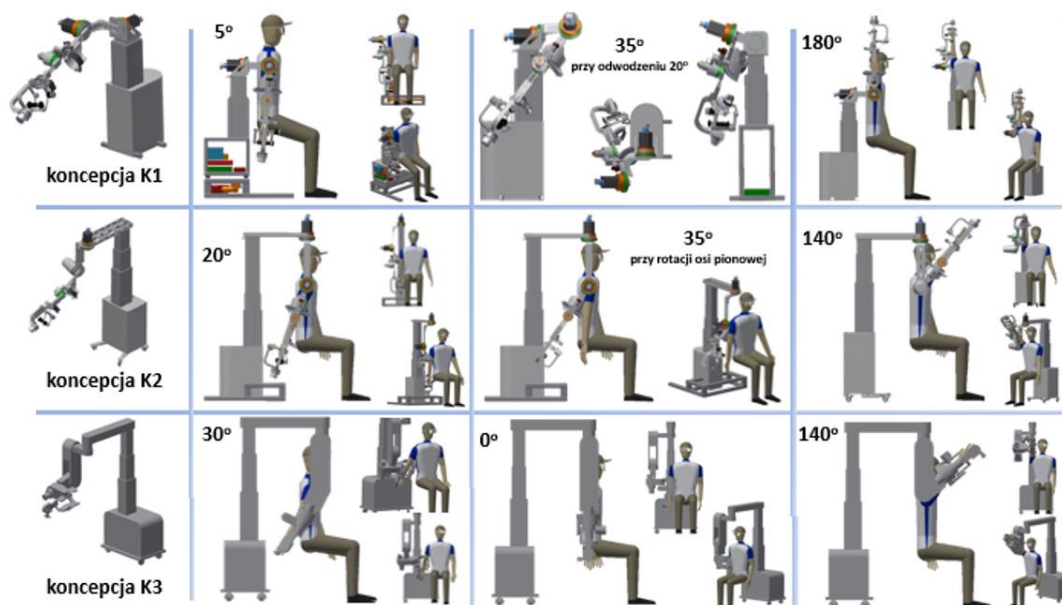 5°
35°
przy odwodzeniu 20°
180°
koncepcja K1
20°
35°
przy rotacji osi pionowej
140°
koncepcja K2
30°
0°
140°
koncepcja K3